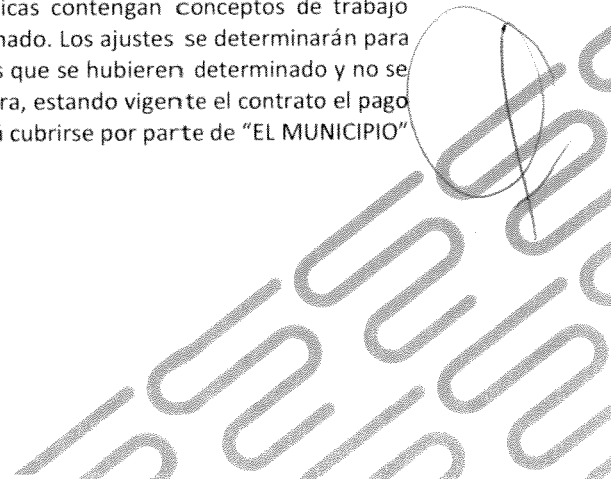 icas contengan conceptos de trabajo
nado. Los ajustes se determinarán para
s que se hubieren determinado y no se
ra, estando vigente el contrato el pago
cubrirse por parte de “EL MUNICIPIO”